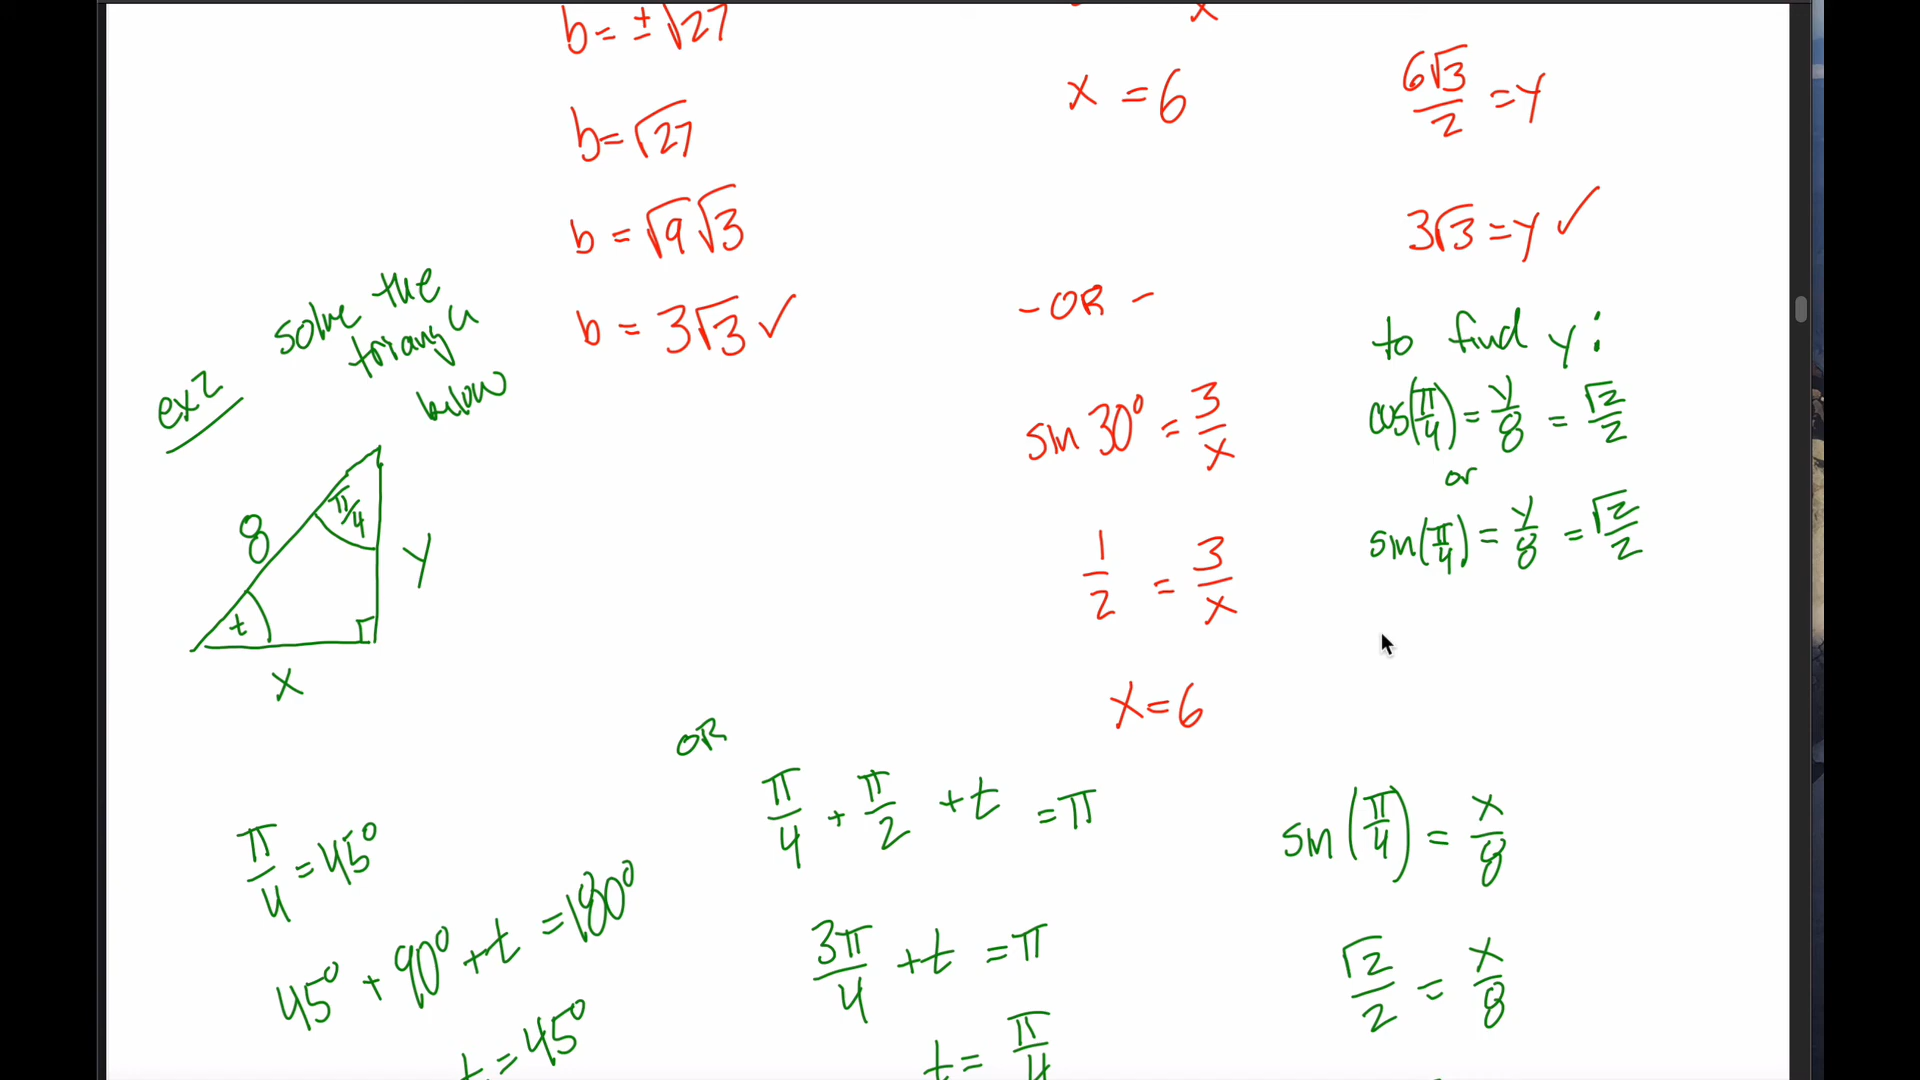 b = ±√27
x
x = 6
6√3/2 = y
b = √27
b = √9 √3
3√3 = y ✓
b = 3√3 ✓
- OR -
ex2
solve the
triangle
below
8
π/4
y
t
x
sin 30° = 3/x
1/2 = 3/x
x = 6
to find y:
cos(π/4) = y/8 = √2/2
or
sin(π/4) = y/8 = √2/2
π/4 = 45°
45° + 90° + t = 180°
t = 45°
OR
π/4 + π/2 + t = π
3π/4 + t = π
t = π/4
sin(π/4) = x/8
√2/2 = x/8